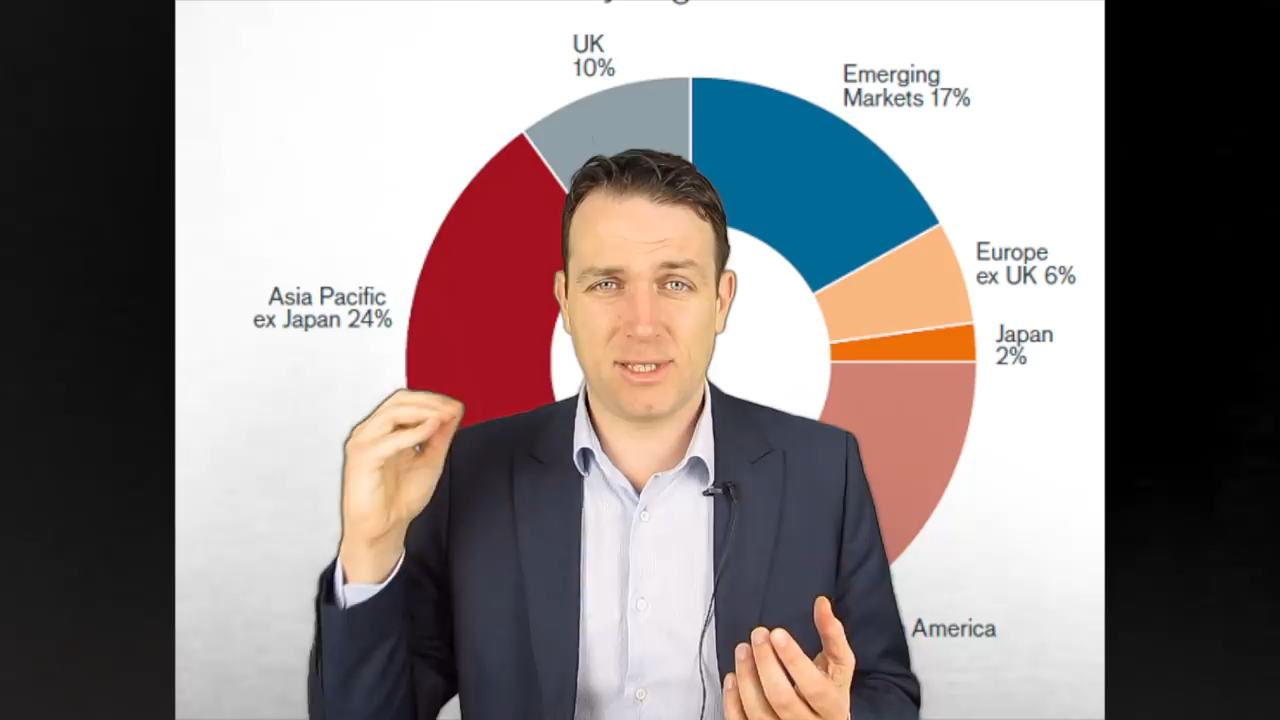 UK
10%
Emerging
Markets 17%
Europe
ex UK 6%
Asia Pacific
ex Japan 24%
Japan
2%
America